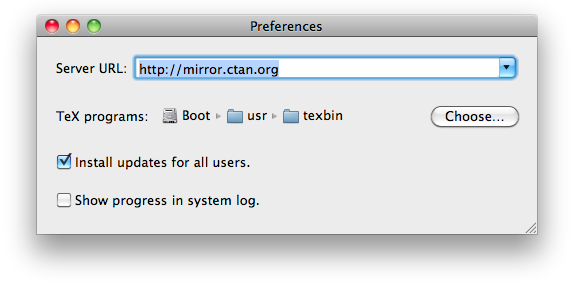 Preferences
Server URL: http://mirror.ctan.org
TeX programs: Boot usr texbin Choose...
Install updates for all users.
Show progress in system log.